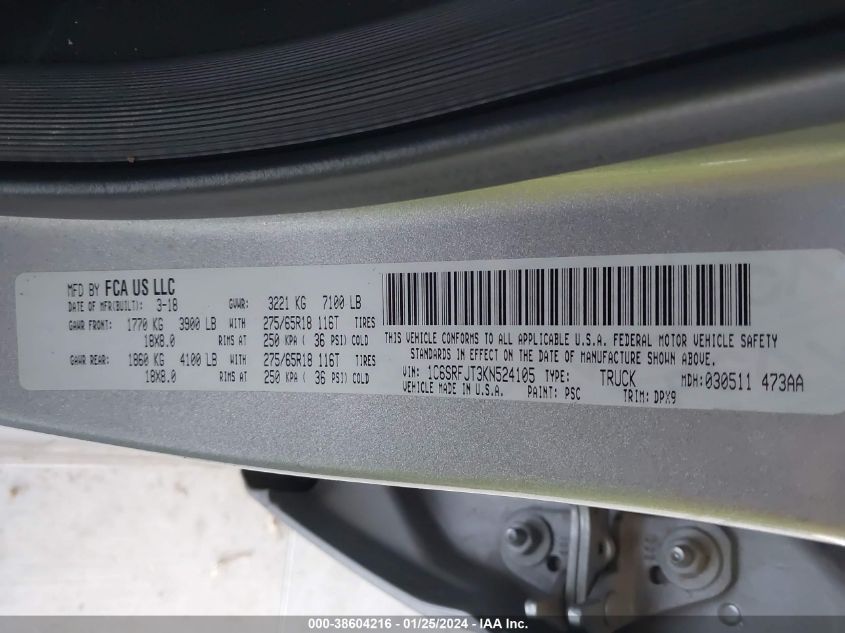 MFD BY FCA US LLC
DATE OF MFR(BUILT): 3-18 GVWR: 3221 KG 7100 LB
GAWR FRONT: 1770 KG 3900 LB WITH 275/65R18 116T TIRES
18X8.0 RIMS AT 250 KPA ( 36 PSI) COLD
GAWR REAR: 1860 KG 4100 LB WITH 275/65R18 116T TIRES
18X8.0 RIMS AT 250 KPA ( 36 PSI) COLD
THIS VEHICLE CONFORMS TO ALL APPLICABLE U.S.A. FEDERAL MOTOR VEHICLE SAFETY
STANDARDS IN EFFECT ON THE DATE OF MANUFACTURE SHOWN ABOVE.
VIN: 1C6SRFJT3KN524105 TYPE: TRUCK MDH:030511 473AA
VEHICLE MADE IN U.S.A. PAINT: PSC TRIM: DPX9
000-38604216 - 01/25/2024 - IAA Inc.